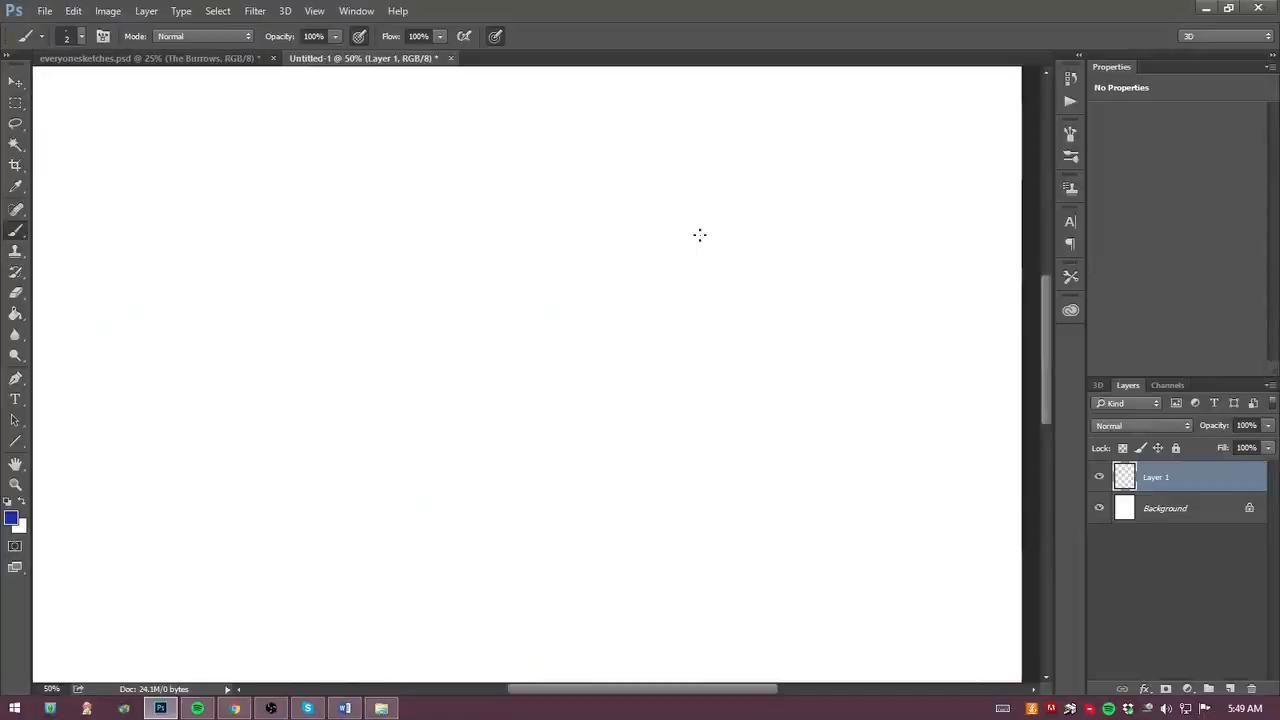 Ps File Edit Image Layer Type Select Filter 3D View Window Help
2 Mode: Normal Opacity: 100% Flow: 100% 3D
everyonesketches.psd @ 25% (The Burrows, RGB/8) * × Untitled-1 @ 50% (Layer 1, RGB/8) * ×
Properties
No Properties
3D Layers Channels
Kind
Normal Opacity: 100%
Lock: Fill: 100%
Layer 1
Background
50% Doc: 24.1M/0 bytes
5:49 AM